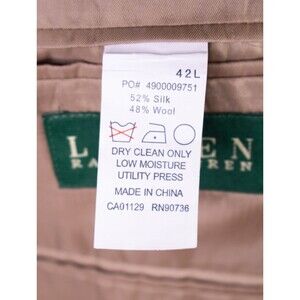 42L
PO# 4900009751
52% Silk
48% Wool
DRY CLEAN ONLY
LOW MOISTURE
UTILITY PRESS
MADE IN CHINA
CA01129 RN90736